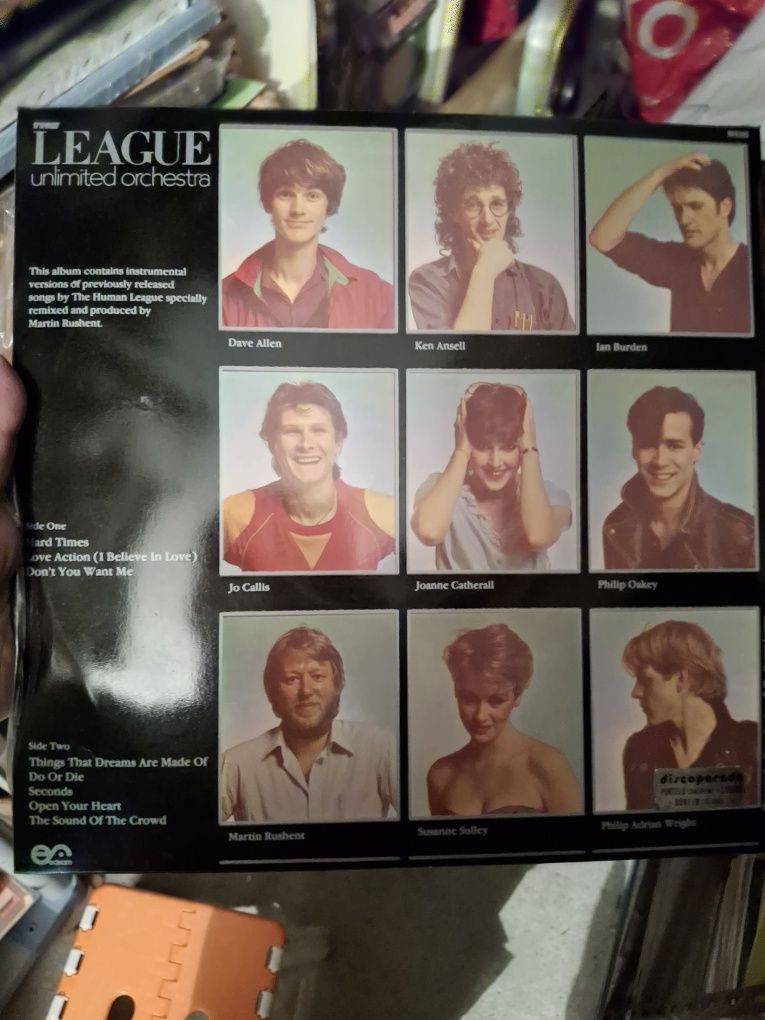 LEAGUE
unlimited orchestra
This album contains instrumental
versions of previously released
songs by The Human League specially
remixed and produced by
Martin Rushent.
Dave Allen
Ken Ansell
Ian Burden
Side One
Hard Times
Love Action (I Believe In Love)
Don't You Want Me
Jo Callis
Joanne Catherall
Philip Oakey
Side Two
Things That Dreams Are Made Of
Do Or Die
Seconds
Open Your Heart
The Sound Of The Crowd
Martin Rushent
Susanne Sulley
Philip Adrian Wright
discoparada